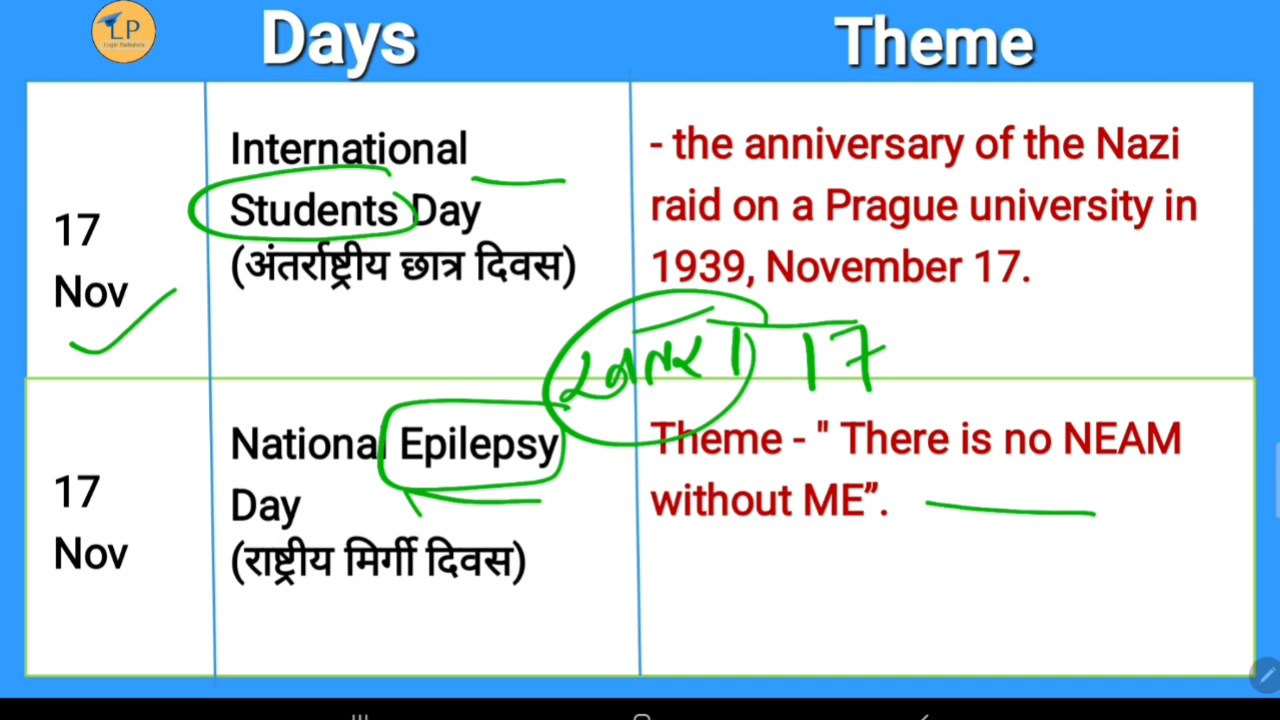 LP
Days
Theme
17
Nov
International
Students Day
(अंतर्राष्ट्रीय छात्र दिवस)
- the anniversary of the Nazi
raid on a Prague university in
1939, November 17.
17
17
Nov
National Epilepsy
Day
(राष्ट्रीय मिर्गी दिवस)
Theme - " There is no NEAM
without ME”.